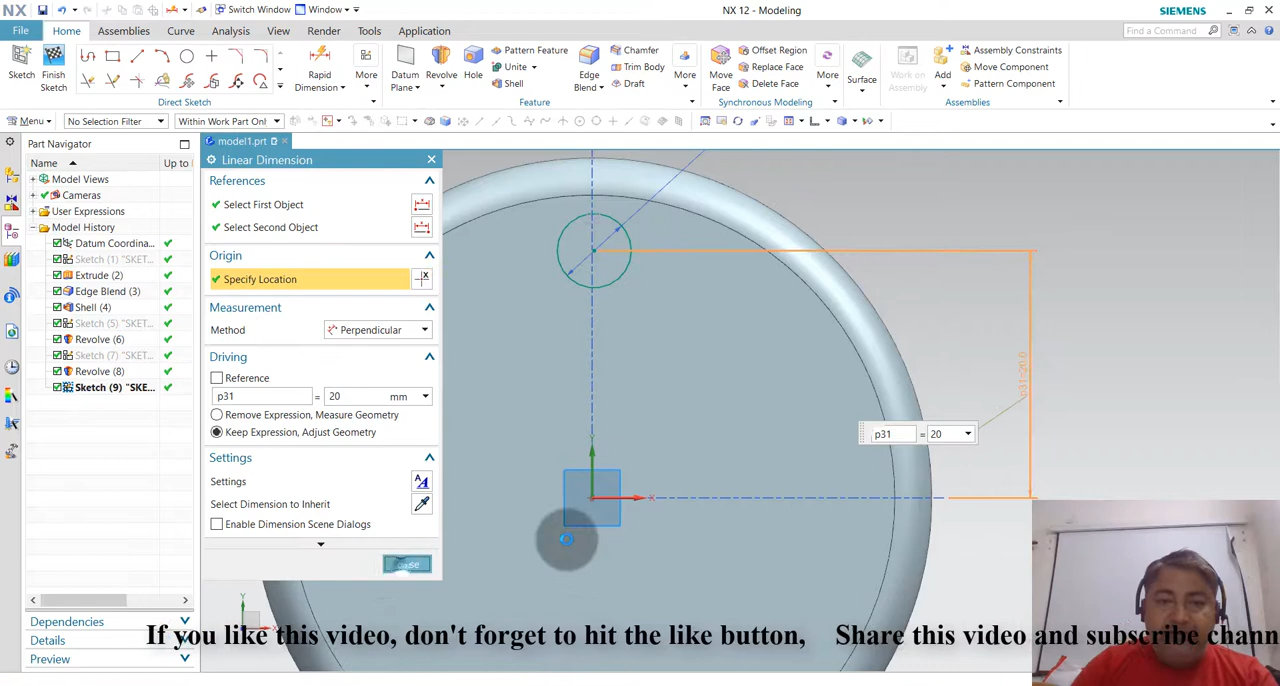 NX
Switch Window
Window
NX 12 - Modeling
SIEMENS
File
Home
Assemblies
Curve
Analysis
View
Render
Tools
Application
Find a Command
Sketch
Finish Sketch
Rapid Dimension
More
Datum Plane
Revolve
Hole
Pattern Feature
Unite
Shell
Edge Blend
Chamfer
Trim Body
Draft
More
Move Face
Offset Region
Replace Face
Delete Face
More
Surface
Work on Assembly
Add
Assembly Constraints
Move Component
Pattern Component
Direct Sketch
Feature
Synchronous Modeling
Assemblies
Menu
No Selection Filter
Within Work Part Only
Part Navigator
model1.prt
Name
Up to
Linear Dimension
Model Views
Cameras
User Expressions
Model History
Datum Coordina...
Sketch (1) "SKET...
Extrude (2)
Edge Blend (3)
Shell (4)
Sketch (5) "SKET...
Revolve (6)
Sketch (7) "SKET...
Revolve (8)
Sketch (9) "SKE...
References
Select First Object
Select Second Object
Origin
Specify Location
Measurement
Method
Perpendicular
Driving
Reference
p31 = 20 mm
Remove Expression, Measure Geometry
Keep Expression, Adjust Geometry
Settings
Settings
Select Dimension to Inherit
Enable Dimension Scene Dialogs
p31=20.0
p31 = 20
Y
X
Y
Dependencies
Details
Preview
If you like this video, don't forget to hit the like button, Share this video and subscribe chann